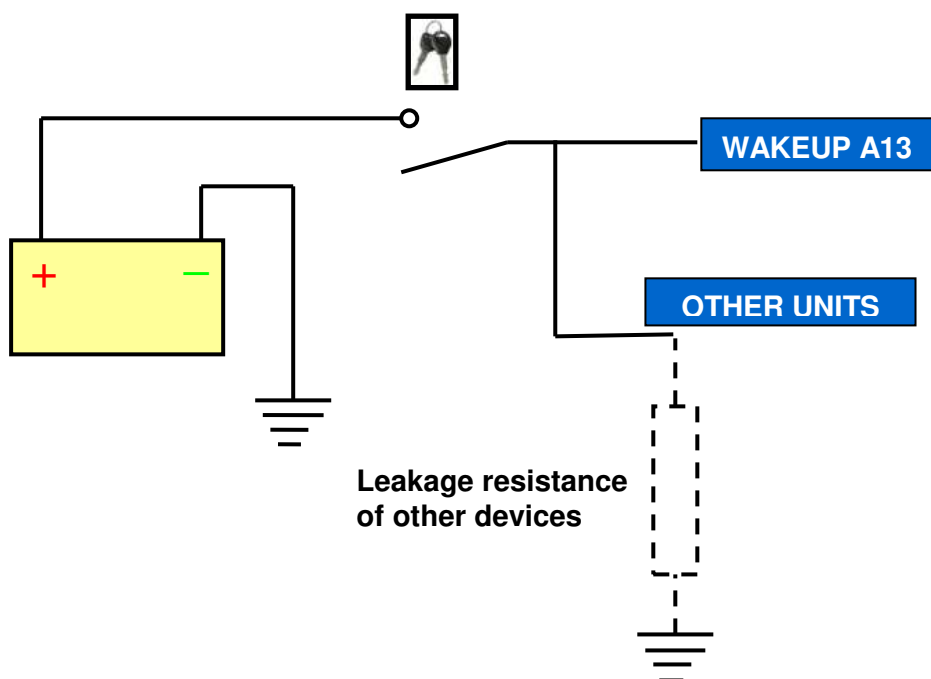 WAKEUP A13
+ −
OTHER UNITS
Leakage resistance
of other devices